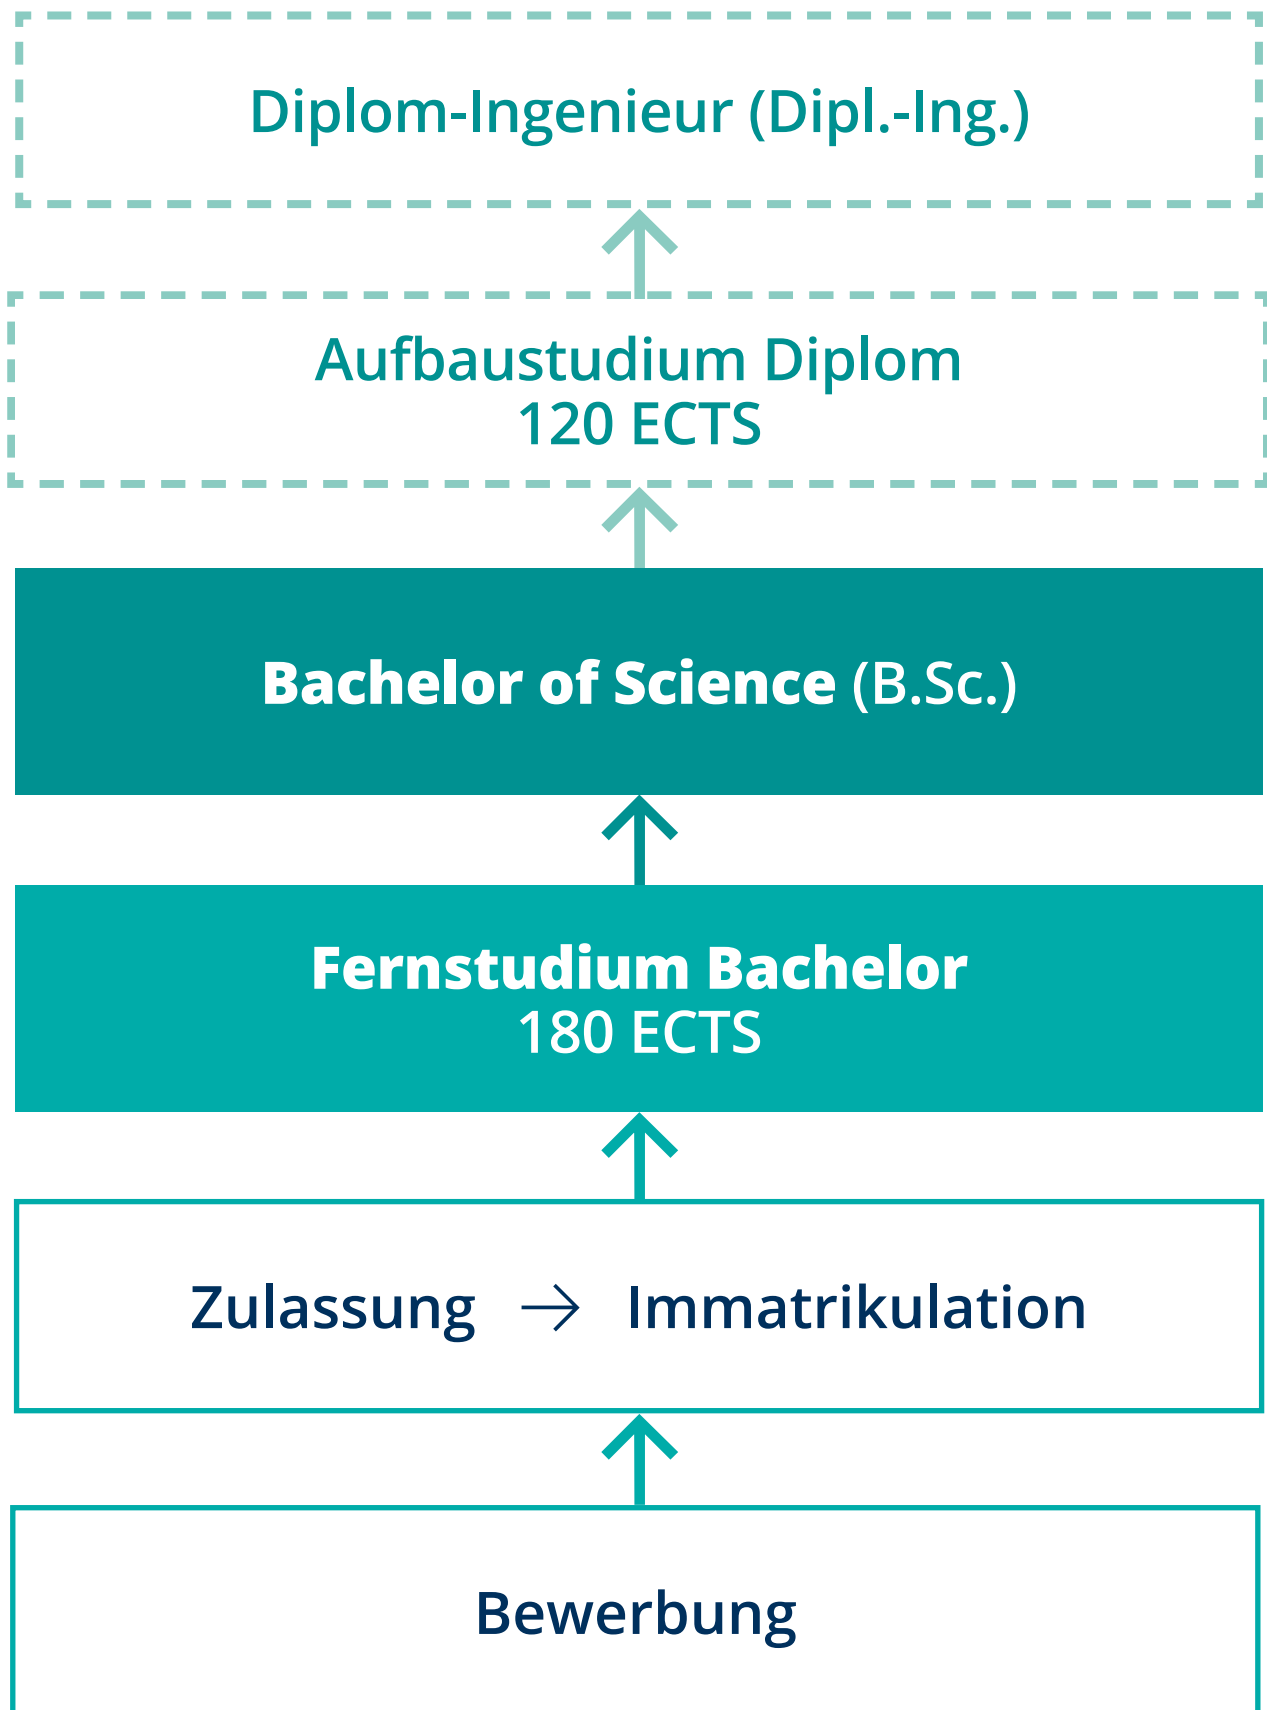 Diplom-Ingenieur (Dipl.-Ing.)
Aufbaustudium Diplom
120 ECTS
Bachelor of Science (B.Sc.)
Fernstudium Bachelor
180 ECTS
Zulassung → Immatrikulation
Bewerbung